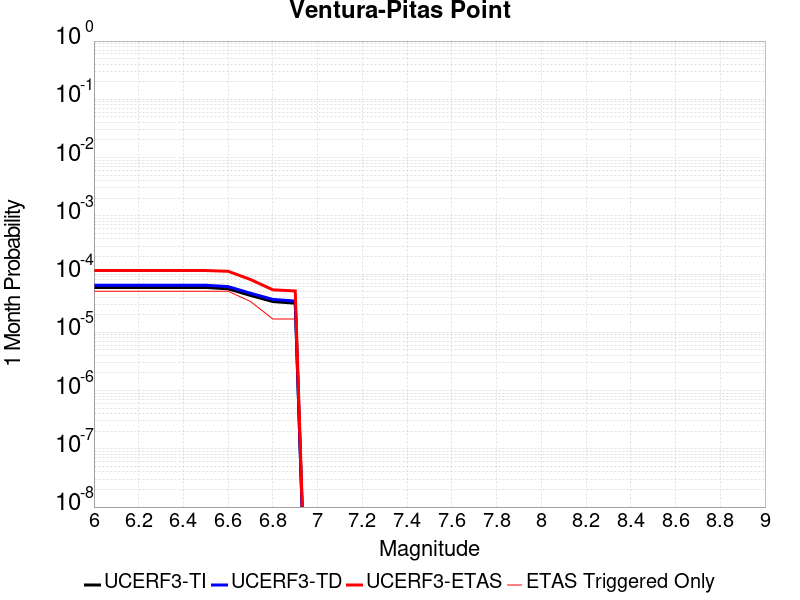 Ventura-Pitas Point
10^0
10^-1
10^-2
10^-3
10^-4
10^-5
10^-6
10^-7
10^-8
1 Month Probability
6 6.2 6.4 6.6 6.8 7 7.2 7.4 7.6 7.8 8 8.2 8.4 8.6 8.8 9
Magnitude
UCERF3-TI UCERF3-TD UCERF3-ETAS ETAS Triggered Only